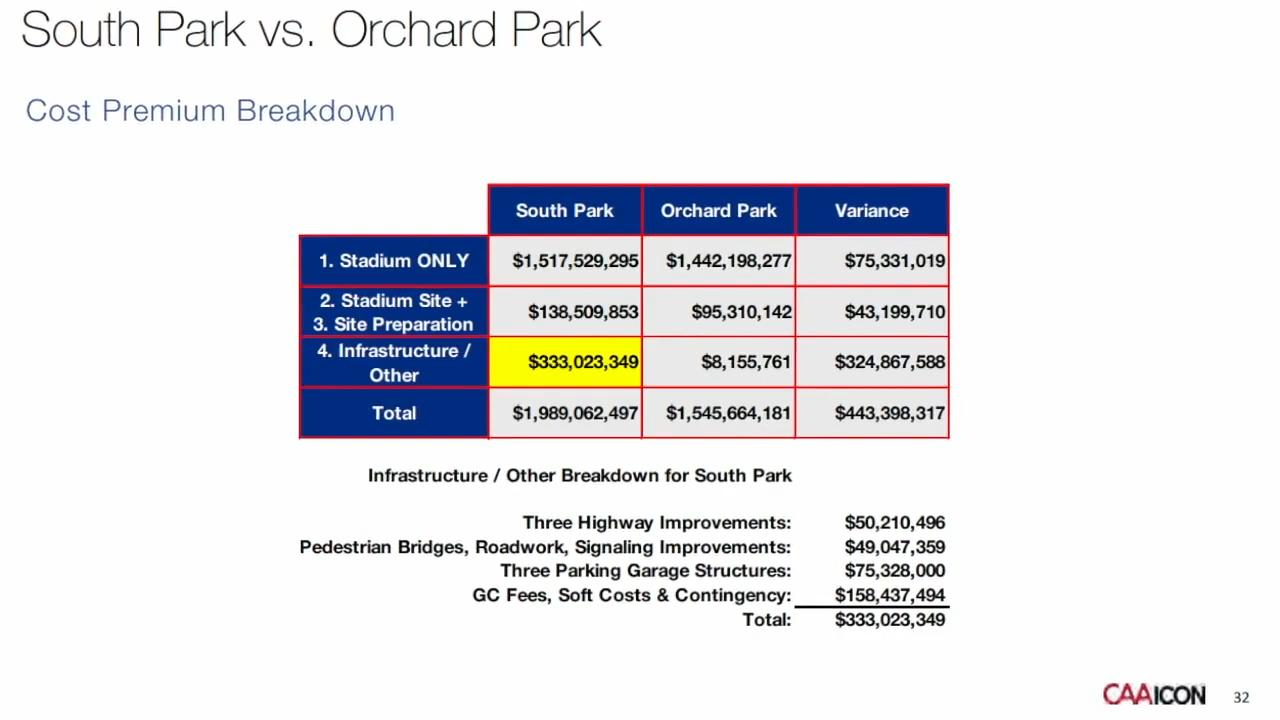 South Park vs. Orchard Park
Cost Premium Breakdown
South Park Orchard Park Variance
1. Stadium ONLY $1,517,529,295 $1,442,198,277 $75,331,019
2. Stadium Site +
3. Site Preparation $138,509,853 $95,310,142 $43,199,710
4. Infrastructure /
Other $333,023,349 $8,155,761 $324,867,588
Total $1,989,062,497 $1,545,664,181 $443,398,317
Infrastructure / Other Breakdown for South Park
Three Highway Improvements: $50,210,496
Pedestrian Bridges, Roadwork, Signaling Improvements: $49,047,359
Three Parking Garage Structures: $75,328,000
GC Fees, Soft Costs & Contingency: $158,437,494
Total: $333,023,349
CAAICON 32